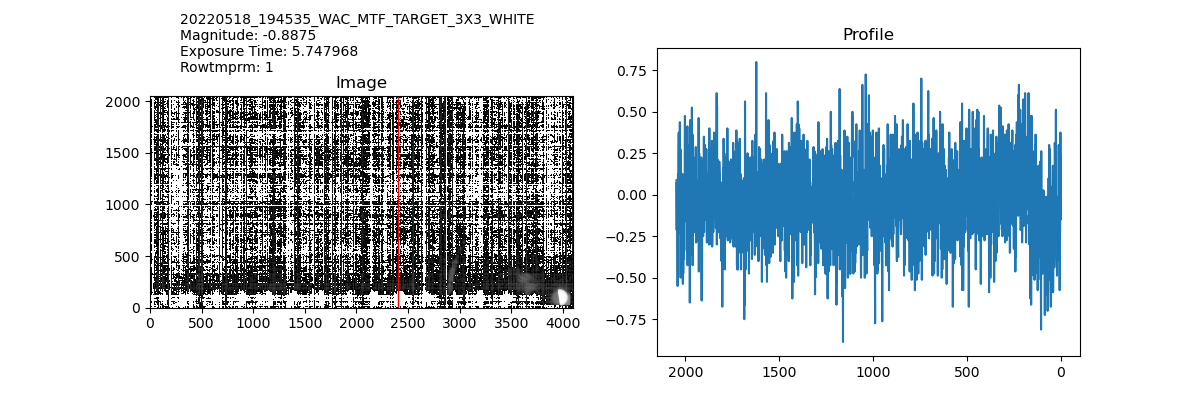 20220518_194535_WAC_MTF_TARGET_3X3_WHITE
Magnitude: -0.8875
Exposure Time: 5.747968
Rowtmprm: 1
Image
2000
1500
1000
500
0
0 500 1000 1500 2000 2500 3000 3500 4000
Profile
0.75
0.50
0.25
0.00
−0.25
−0.50
−0.75
2000 1500 1000 500 0